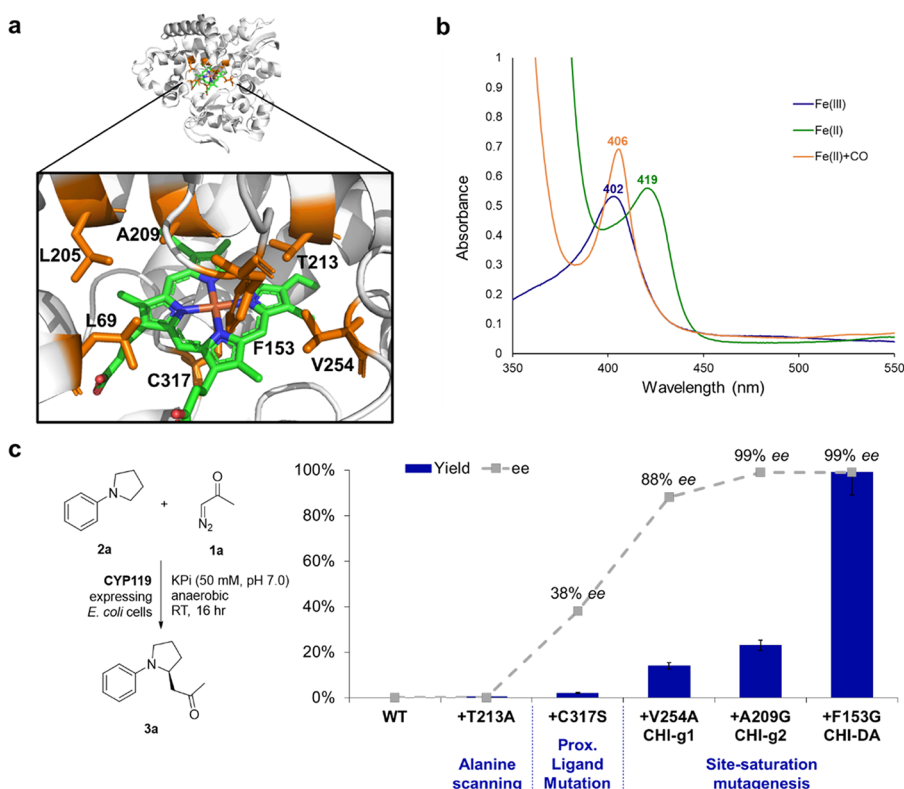 a
L205
A209
T213
L69
F153
V254
C317
b
1
0.9
0.8
0.7
0.6
0.5
0.4
0.3
0.2
0.1
0
Absorbance
406
402
419
Fe(III)
Fe(II)
Fe(II)+CO
350
400
450
500
550
Wavelength (nm)
c
N
+
O
N2
2a
1a
CYP119
expressing
E. coli cells
KPi (50 mM, pH 7.0)
anaerobic
RT, 16 hr
N
O
3a
100%
80%
60%
40%
20%
0%
Yield
ee
38% ee
88% ee
99% ee
99% ee
WT
+T213A
+C317S
+V254A
CHI-g1
+A209G
CHI-g2
+F153G
CHI-DA
Alanine
scanning
Prox.
Ligand
Mutation
Site-saturation
mutagenesis